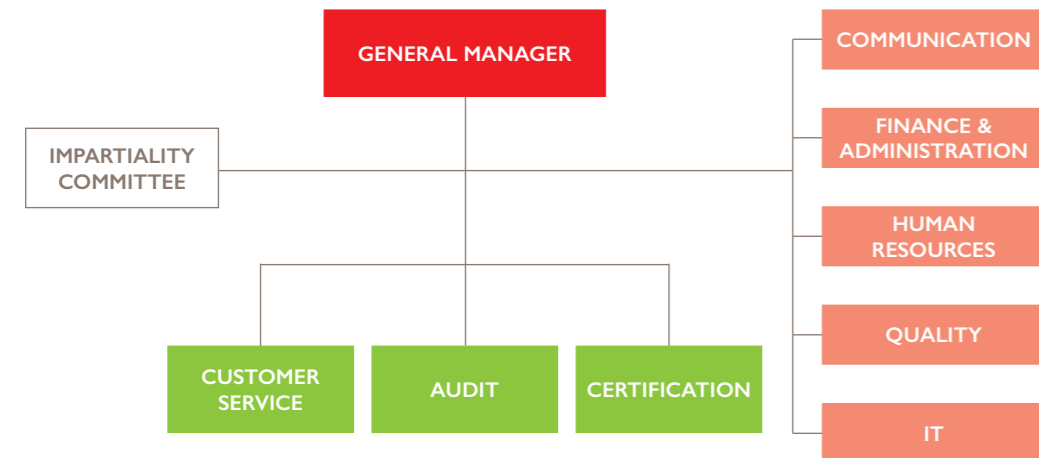 GENERAL MANAGER
IMPARTIALITY
COMMITTEE
COMMUNICATION
FINANCE &
ADMINISTRATION
HUMAN
RESOURCES
QUALITY
IT
CUSTOMER
SERVICE
AUDIT
CERTIFICATION